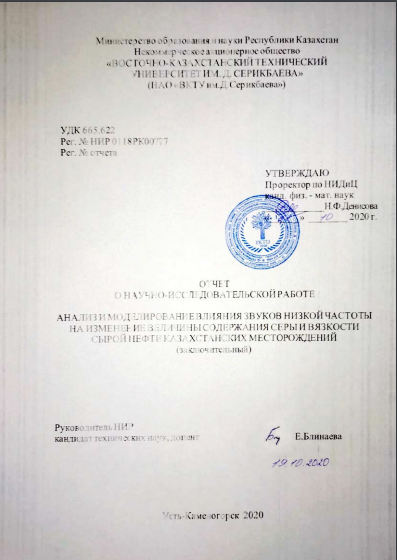 Министерство образования и науки Республики Казахстан
Некоммерческое акционерное общество
«ВОСТОЧНО-КАЗАХСТАНСКИЙ ТЕХНИЧЕСКИЙ
УНИВЕРСИТЕТ ИМ. Д. СЕРИКБАЕВА»
(НАО «ВКТУ им.Д.Серикбаева»)
УДК 665.622
Рег. № НИР
Рег. № отчета
УТВЕРЖДАЮ
Проректор по НИДиЦ
канд. физ. - мат. наук
Н.Ф.Денисова
10 2020 г.
ОТЧЕТ
О НАУЧНО-ИССЛЕДОВАТЕЛЬСКОЙ РАБОТЕ
АНАЛИЗ И МОДЕЛИРОВАНИЕ ВЛИЯНИЯ ЗВУКОВ НИЗКОЙ ЧАСТОТЫ
НА ИЗМЕНЕНИЕ ВЕЛИЧИНЫ СОДЕРЖАНИЯ СЕРЫ И ВЯЗКОСТИ
СЫРОЙ НЕФТИ КАЗАХСТАНСКИХ МЕСТОРОЖДЕНИЙ
(заключительный)
Руководитель НИР
кандидат технических наук, доцент
Е.Блинаева
19.10.2020
Усть-Каменогорск 2020